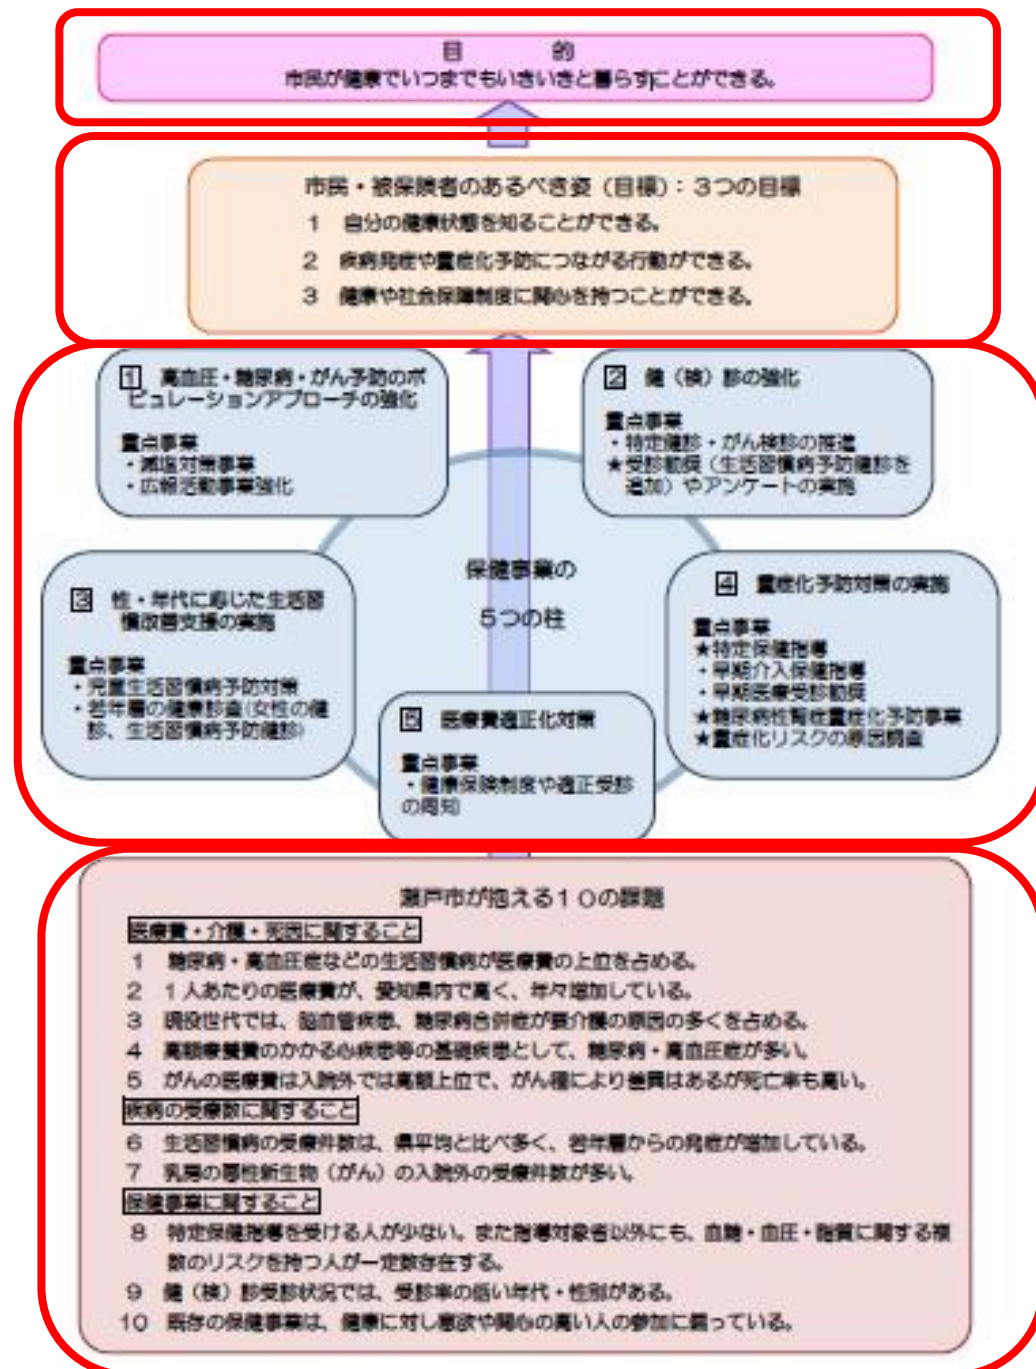 目　　的
市民が健康でいつまでもいきいきと暮らすことができる。
市民・被保険者のあるべき姿（目標）：３つの目標
１　自分の健康状態を知ることができる。
２　疾病発症や重症化予防につながる行動ができる。
３　健康や社会保障制度に関心を持つことができる。
1　高血圧・糖尿病・がん予防のポ
ピュレーションアプローチの強化
重点事業
・減塩対策事業
・広報活動事業強化
2　健（検）診の強化
重点事業
・特定健診・がん検診の推進
★受診勧奨（生活習慣病予防健診を
追加）やアンケートの実施
保健事業の
５つの柱
3　性・年代に応じた生活習
慣改善支援の実施
重点事業
・児童生活習慣病予防対策
・若年層の健康診査(女性の健
診、生活習慣病予防健診)
4　重症化予防対策の実施
重点事業
★特定保健指導
・早期介入保健指導
・早期医療受診勧奨
★糖尿病性腎症重症化予防事業
★重症化リスクの原因調査
5　医療費適正化対策
重点事業
・健康保険制度や適正受診
の周知
瀬戸市が抱える１０の課題
医療費・介護・死因に関すること
１　糖尿病・高血圧症などの生活習慣病が医療費の上位を占める。
２　１人あたりの医療費が、愛知県内で高く、年々増加している。
３　現役世代では、脳血管疾患、糖尿病合併症が要介護の原因の多くを占める。
４　高額療養費のかかる心疾患等の基礎疾患として、糖尿病・高血圧症が多い。
５　がんの医療費は入院外では高額上位で、がん種により差異はあるが死亡率も高い。
疾病の受療数に関すること
６　生活習慣病の受療件数は、県平均と比べ多く、若年層からの発症が増加している。
７　乳房の悪性新生物（がん）の入院外の受療件数が多い。
保健事業に関すること
８　特定保健指導を受ける人が少ない。また指導対象者以外にも、血糖・血圧・脂質に関する複
数のリスクを持つ人が一定数存在する。
９　健（検）診受診状況では、受診率の低い年代・性別がある。
10　既存の保健事業は、健康に対し意欲や関心の高い人の参加に偏っている。